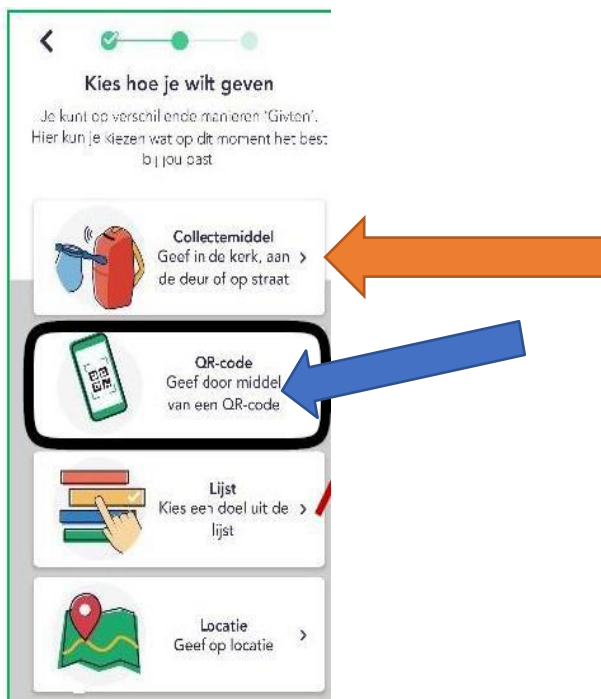 Kies hoe je wilt geven
Je kunt op verschillende manieren 'Givten'.
Hier kun je kiezen wat op dit moment het best
bij jou past
Collectemiddel
Geef in de kerk, aan
de deur of op straat
QR-code
Geef door middel
van een QR-code
Lijst
Kies een doel uit de
lijst
Locatie
Geef op locatie